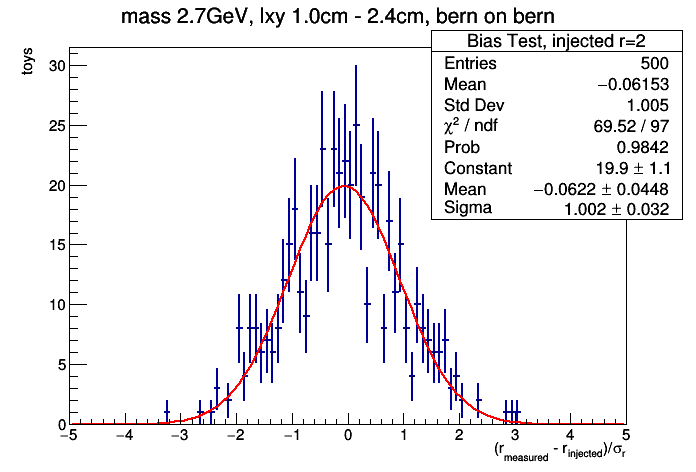 mass 2.7GeV, lxy 1.0cm - 2.4cm, bern on bern
Bias Test, injected r=2
Entries 500
Mean −0.06153
Std Dev 1.005
χ² / ndf 69.52 / 97
Prob 0.9842
Constant 19.9 ± 1.1
Mean −0.0622 ± 0.0448
Sigma 1.002 ± 0.032
toys
30
25
20
15
10
5
0
−5 −4 −3 −2 −1 0 1 2 3 4 5
(r_measured - r_injected)/σ_r